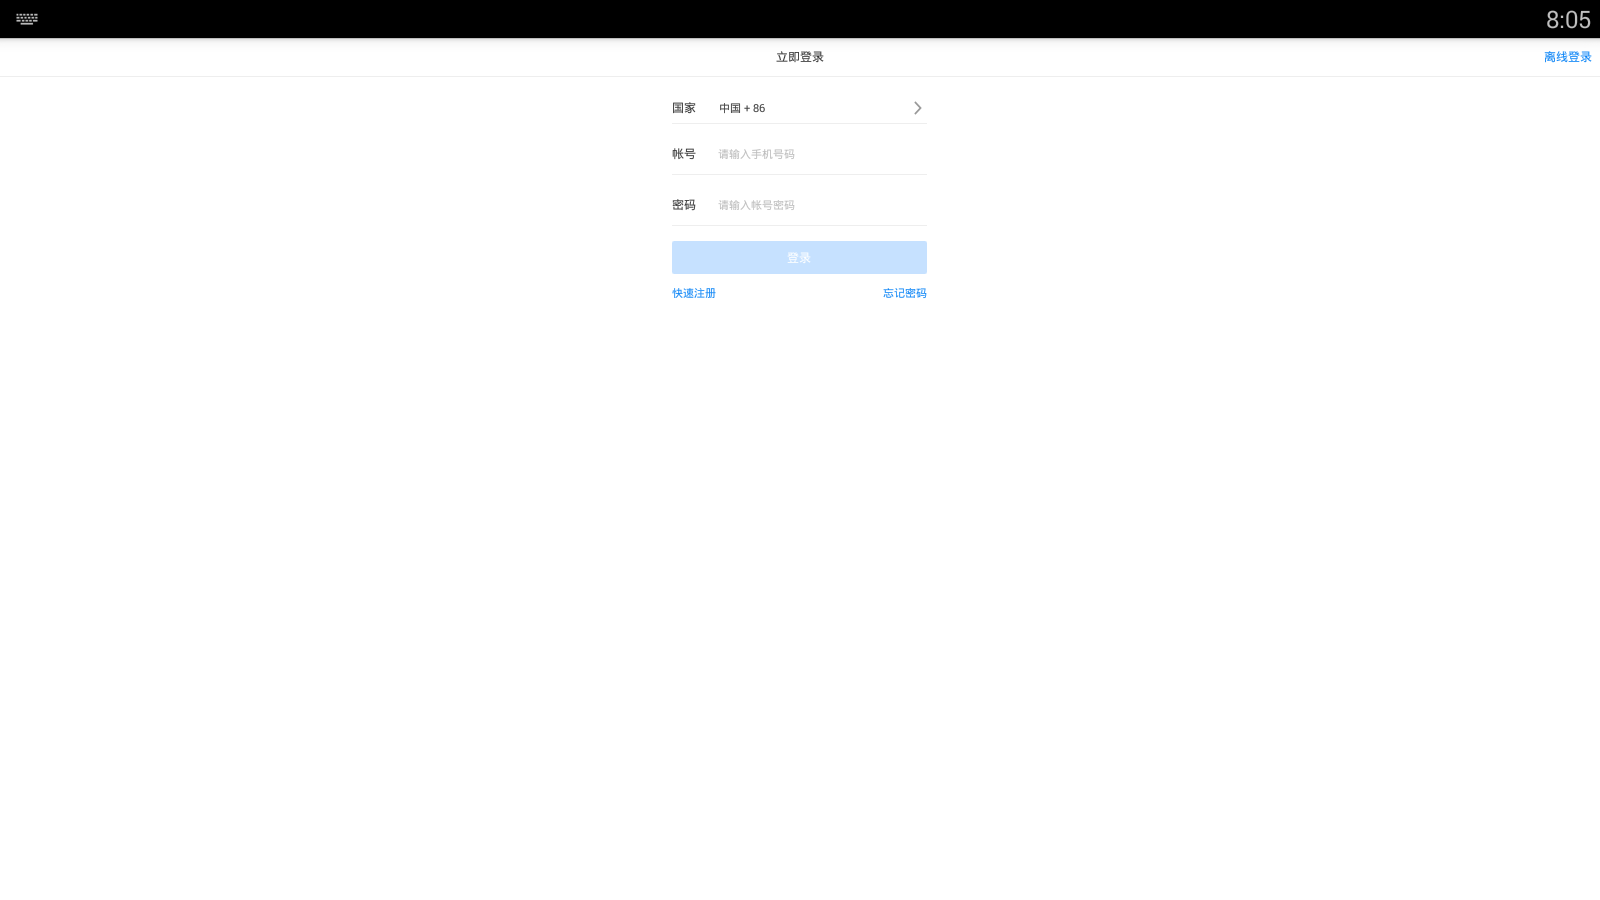 8:05
立即登录
离线登录
国家 中国 + 86
帐号 请输入手机号码
密码 请输入帐号密码
登录
快速注册 忘记密码